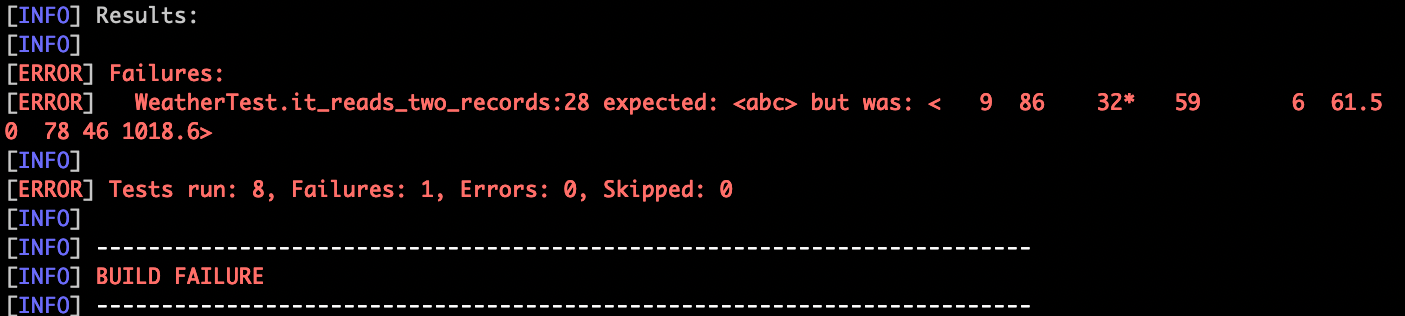 [INFO] Results:
[INFO]
[ERROR] Failures:
[ERROR]   WeatherTest.it_reads_two_records:28 expected: <abc> but was: <   9  86    32*   59       6  61.5
0  78 46 1018.6>
[INFO]
[ERROR] Tests run: 8, Failures: 1, Errors: 0, Skipped: 0
[INFO]
[INFO] ------------------------------------------------------------------------
[INFO] BUILD FAILURE
[INFO] ------------------------------------------------------------------------